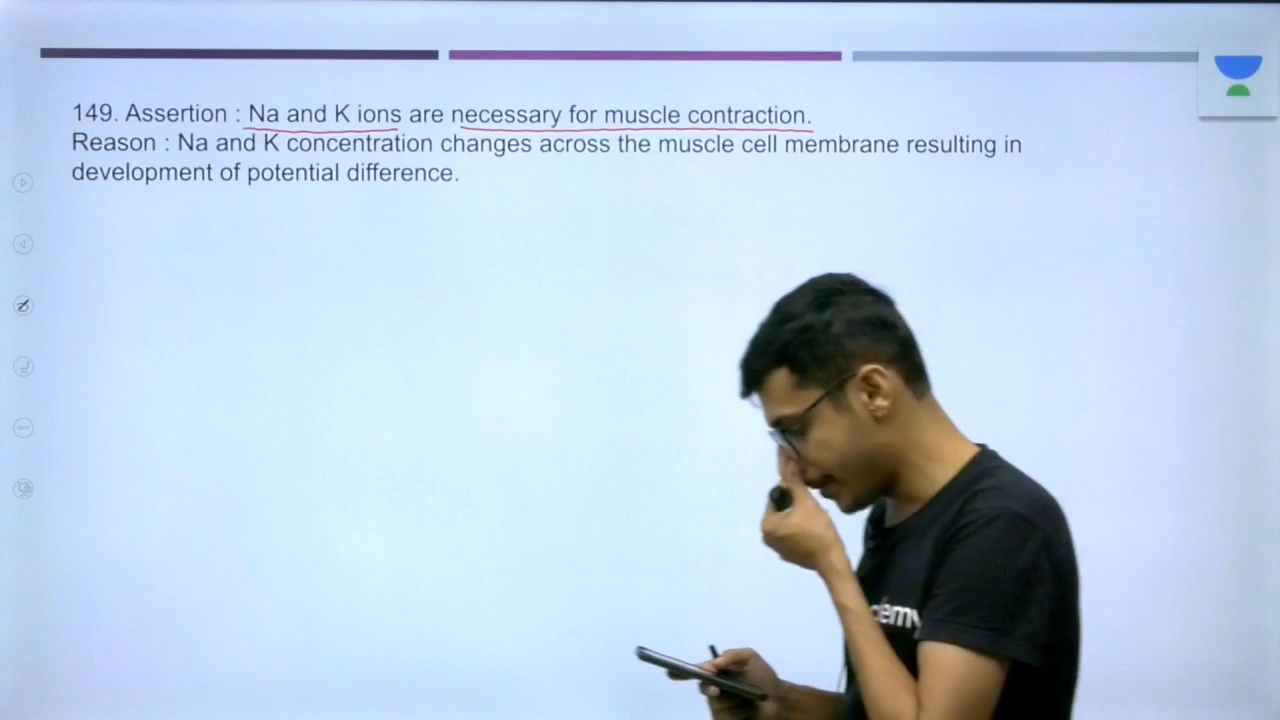 149. Assertion : Na and K ions are necessary for muscle contraction.
Reason : Na and K concentration changes across the muscle cell membrane resulting in
development of potential difference.